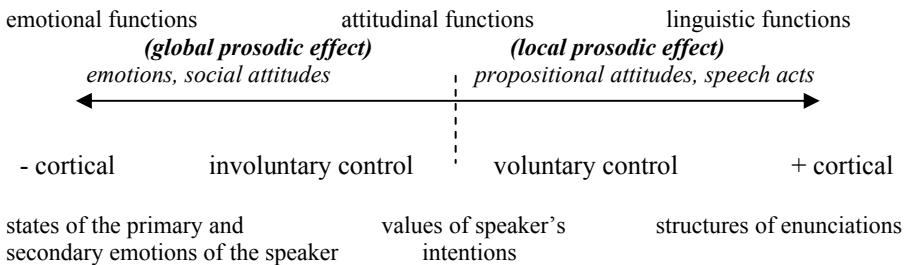 emotional functions attitudinal functions linguistic functions
(global prosodic effect) (local prosodic effect)
emotions, social attitudes propositional attitudes, speech acts
- cortical involuntary control voluntary control + cortical
states of the primary and values of speaker's structures of enunciations
secondary emotions of the speaker intentions